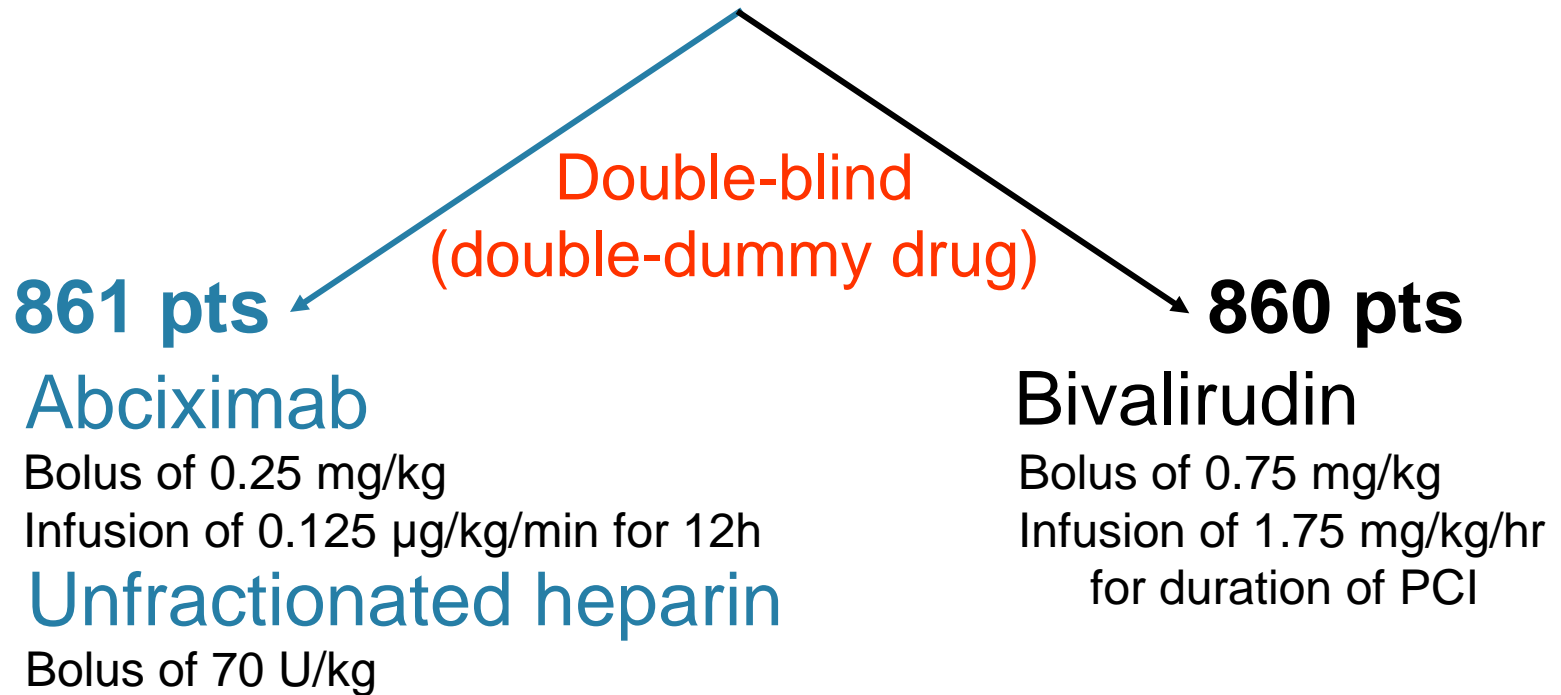 Double-blind
(double-dummy drug)
861 pts
Abciximab
Bolus of 0.25 mg/kg
Infusion of 0.125 µg/kg/min for 12h
Unfractionated heparin
Bolus of 70 U/kg
860 pts
Bivalirudin
Bolus of 0.75 mg/kg
Infusion of 1.75 mg/kg/hr
for duration of PCI